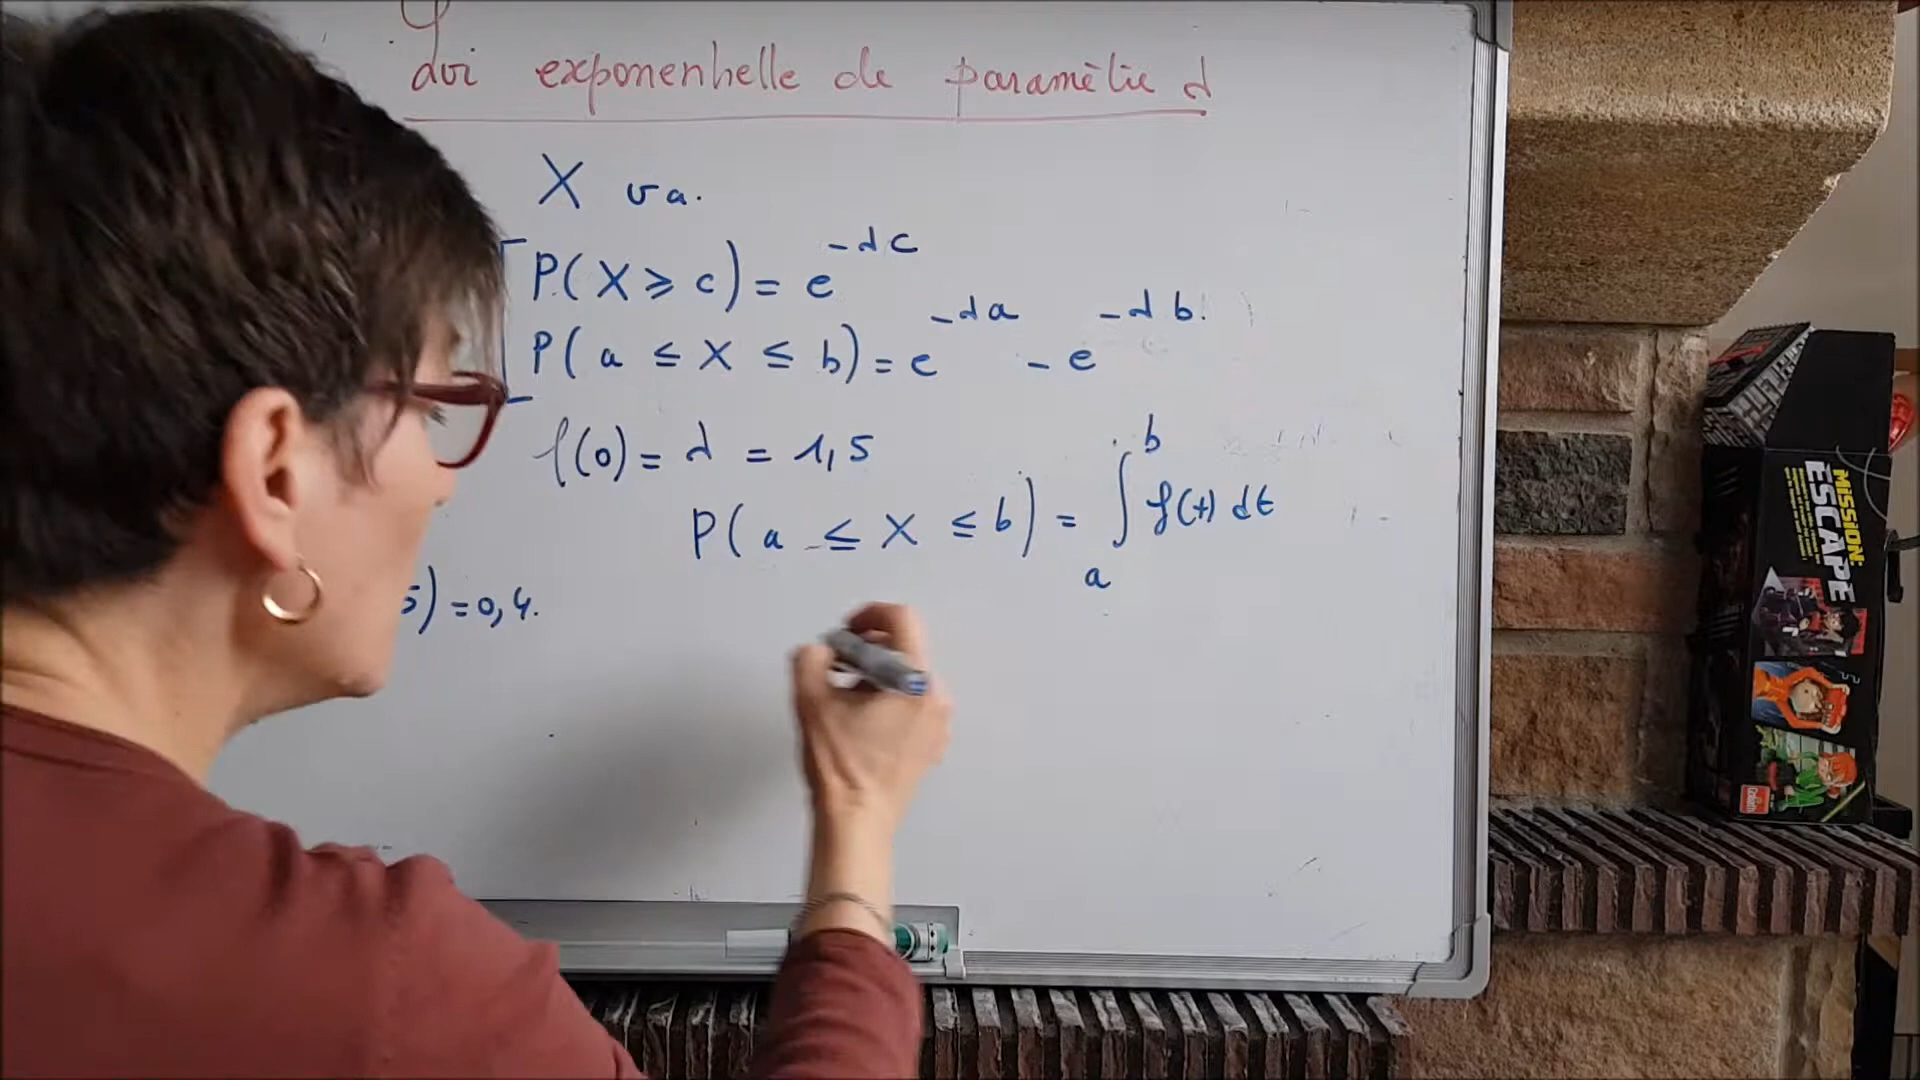 Loi exponentielle de paramètre λ
X va.
P(X ≥ c) = e^{-λc}
P(a ≤ X ≤ b) = e^{-λa} - e^{-λb}.
f(0) = λ = 1,5
P(a ≤ X ≤ b) = ∫_a^b f(t) dt
5) = 0,4.
MISSION:
ESCAPE